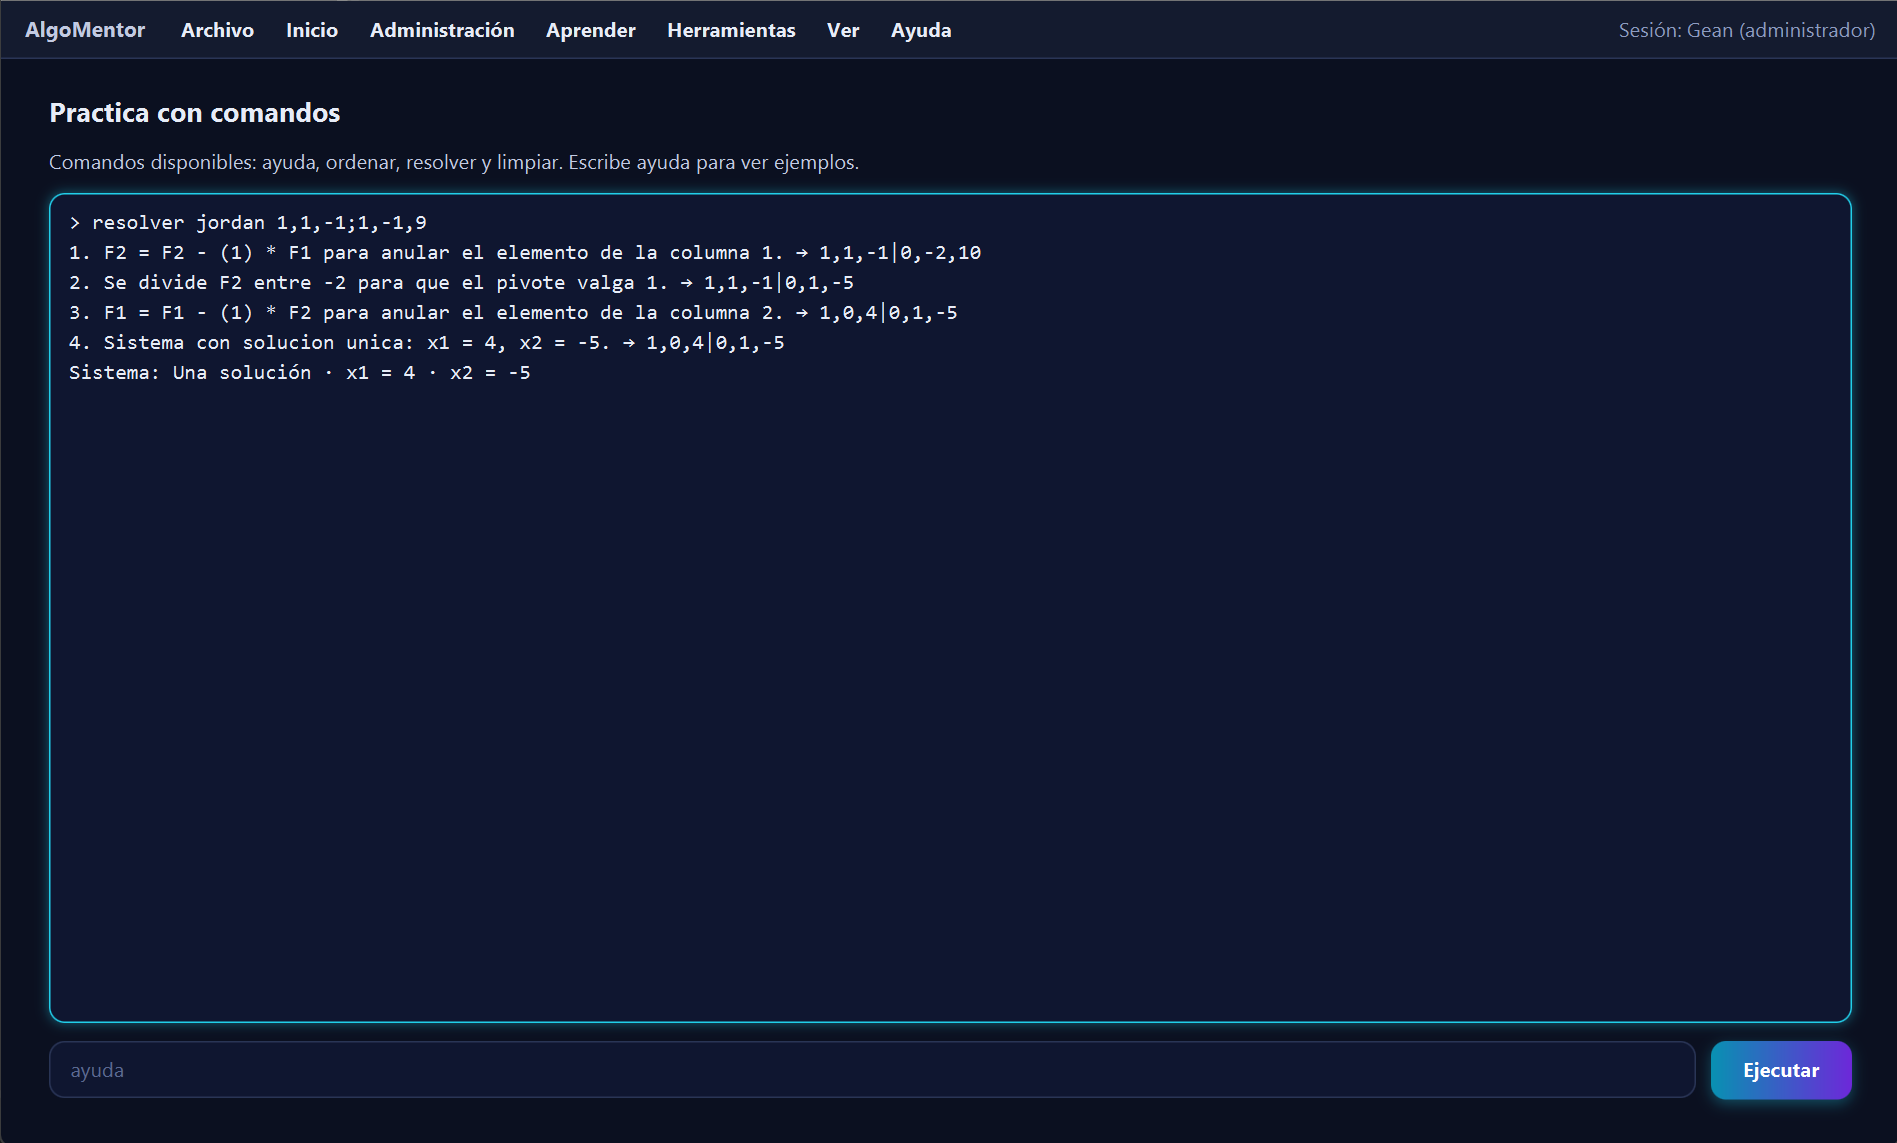 AlgoMentor Archivo Inicio Administración Aprender Herramientas Ver Ayuda Sesión: Gean (administrador)
Practica con comandos
Comandos disponibles: ayuda, ordenar, resolver y limpiar. Escribe ayuda para ver ejemplos.
> resolver jordan 1,1,-1;1,-1,9
1. F2 = F2 - (1) * F1 para anular el elemento de la columna 1. → 1,1,-1|0,-2,10
2. Se divide F2 entre -2 para que el pivote valga 1. → 1,1,-1|0,1,-5
3. F1 = F1 - (1) * F2 para anular el elemento de la columna 2. → 1,0,4|0,1,-5
4. Sistema con solucion unica: x1 = 4, x2 = -5. → 1,0,4|0,1,-5
Sistema: Una solución · x1 = 4 · x2 = -5
ayuda
Ejecutar